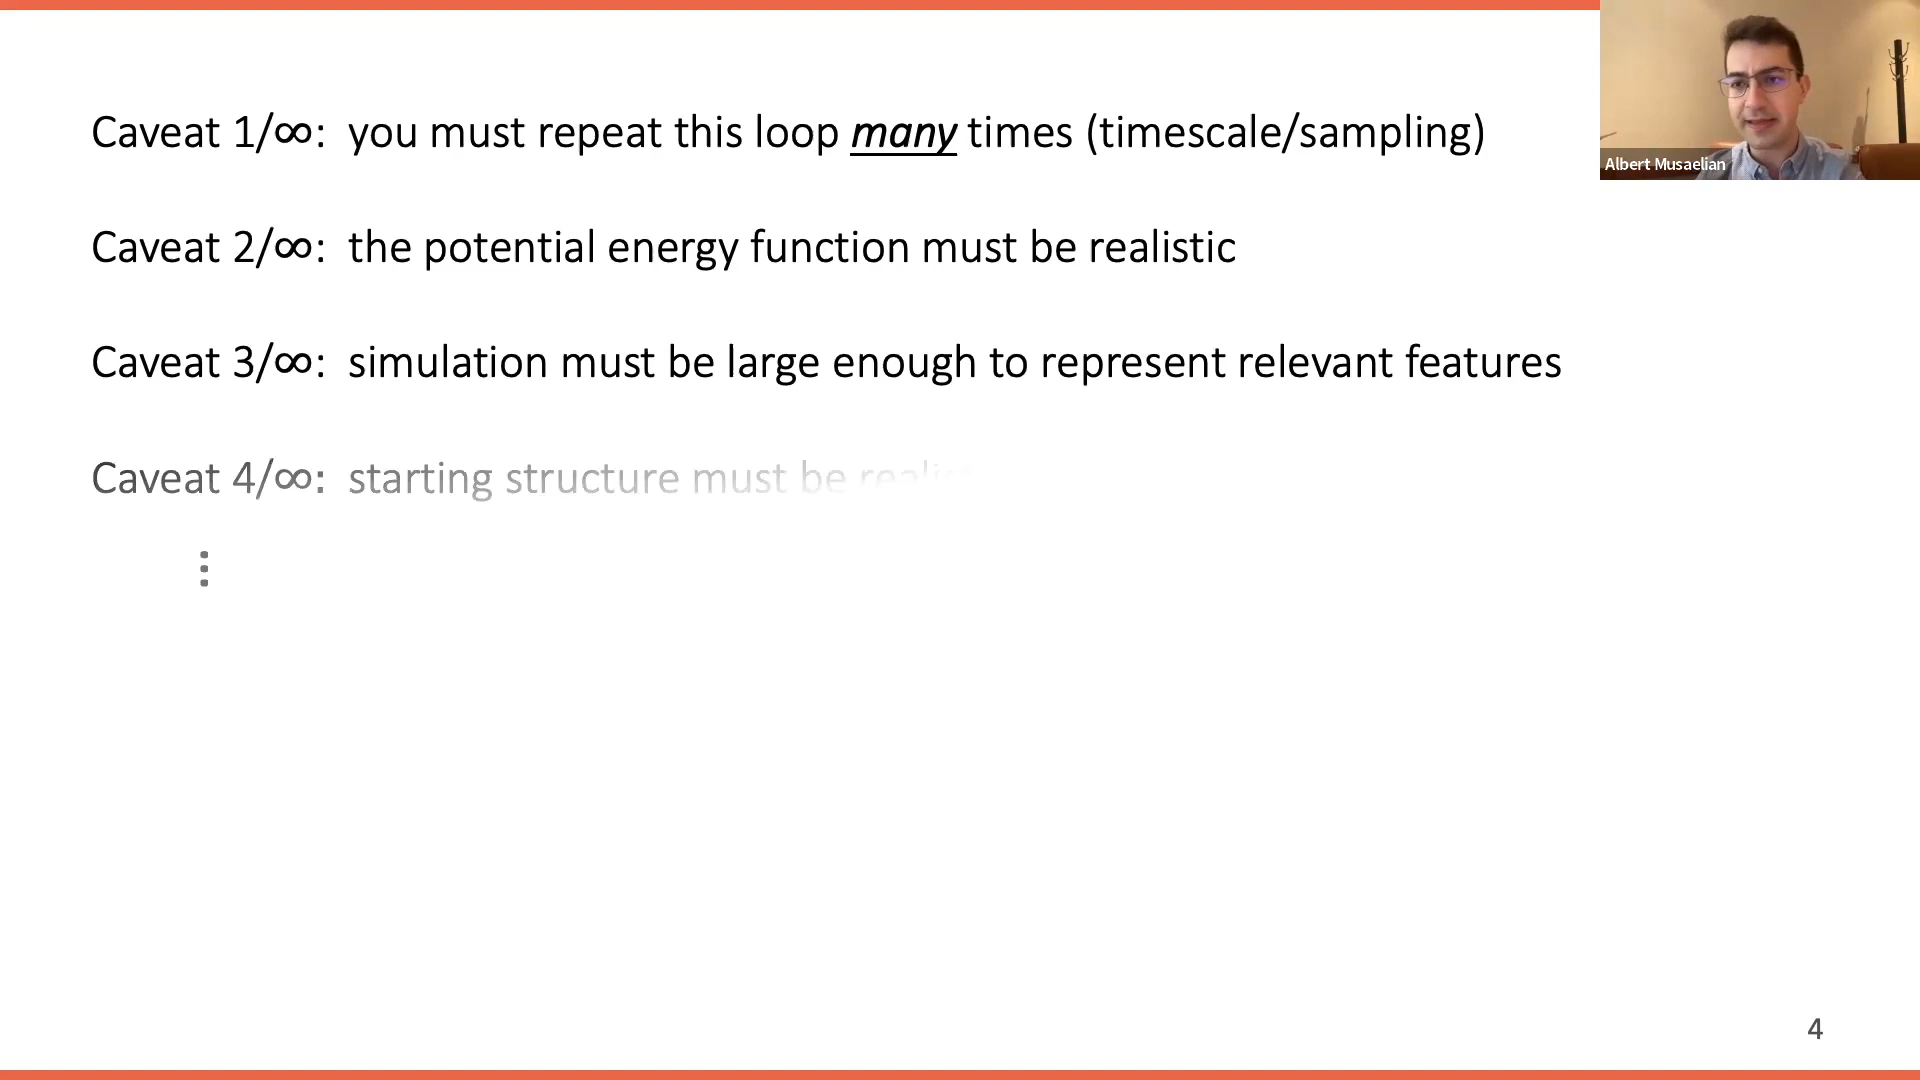 Caveat 1/∞: you must repeat this loop many times (timescale/sampling)
Albert Musaelian
Caveat 2/∞: the potential energy function must be realistic
Caveat 3/∞: simulation must be large enough to represent relevant features
Caveat 4/∞: starting structure must be
⋮
4